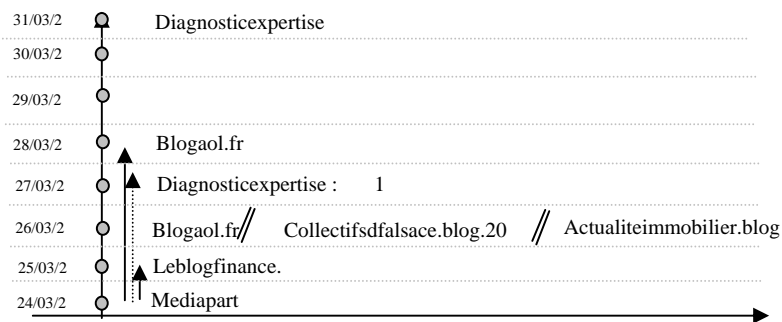 31/03/2 Diagnosticexpertise
30/03/2
29/03/2
28/03/2 Blogaol.fr
27/03/2 Diagnosticexpertise : 1
26/03/2 Blogaol.fr // Collectifsdfalsace.blog.20 // Actualiteimmobilier.blog
25/03/2 Leblogfinance.
24/03/2 Mediapart